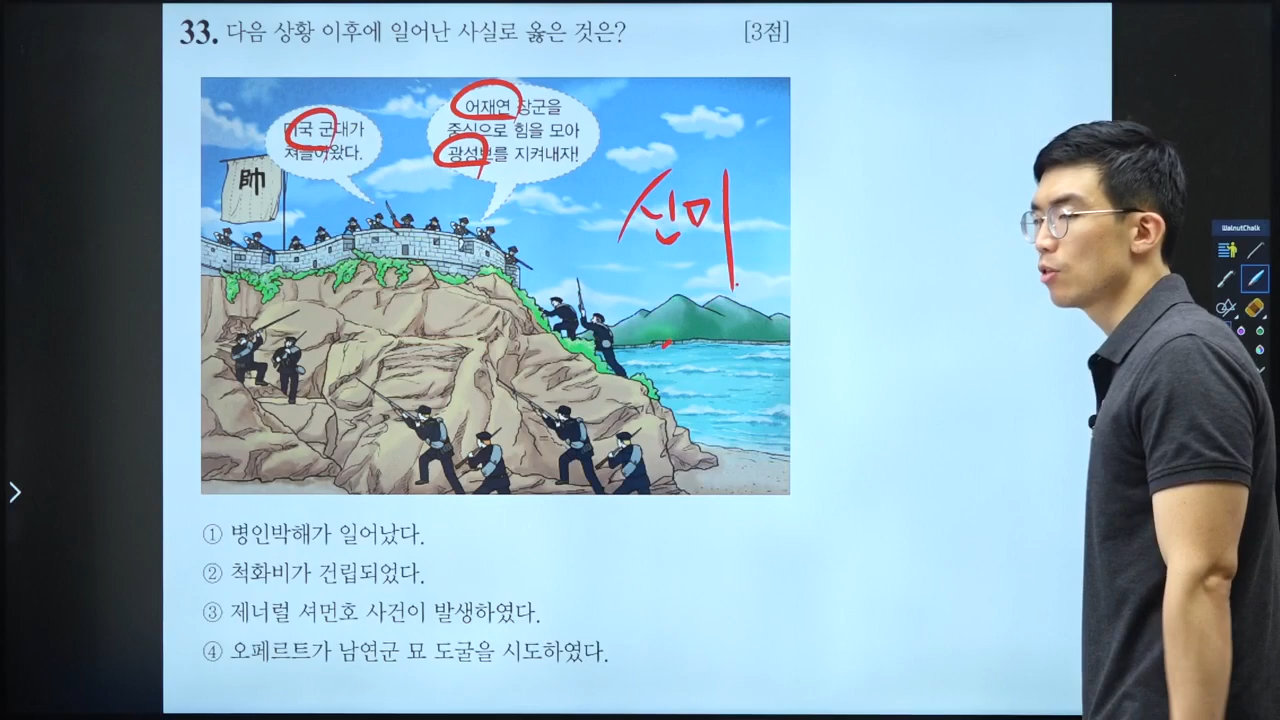 33. 다음 상황 이후에 일어난 사실로 옳은 것은? [3점]
미국 군대가
쳐들어왔다.
어재연 장군을
중심으로 힘을 모아
광성보를 지켜내자!
帥
신미
① 병인박해가 일어났다.
② 척화비가 건립되었다.
③ 제너럴 셔먼호 사건이 발생하였다.
④ 오페르트가 남연군 묘 도굴을 시도하였다.
WalnutChalk